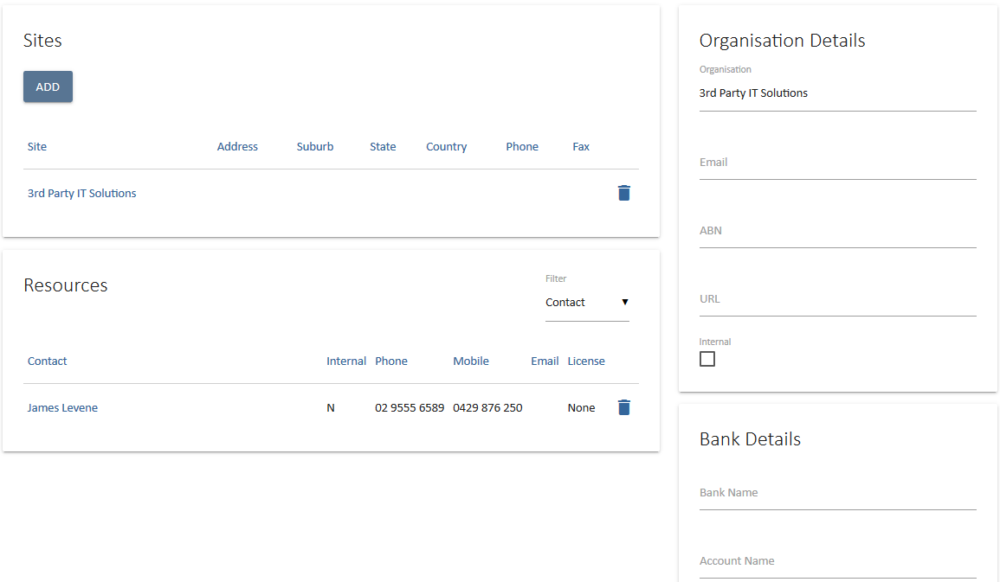 Sites
ADD
Site Address Suburb State Country Phone Fax
3rd Party IT Solutions
Resources
Filter
Contact
Contact Internal Phone Mobile Email License
James Levene N 02 9555 6589 0429 876 250 None
Organisation Details
Organisation
3rd Party IT Solutions
Email
ABN
URL
Internal
Bank Details
Bank Name
Account Name